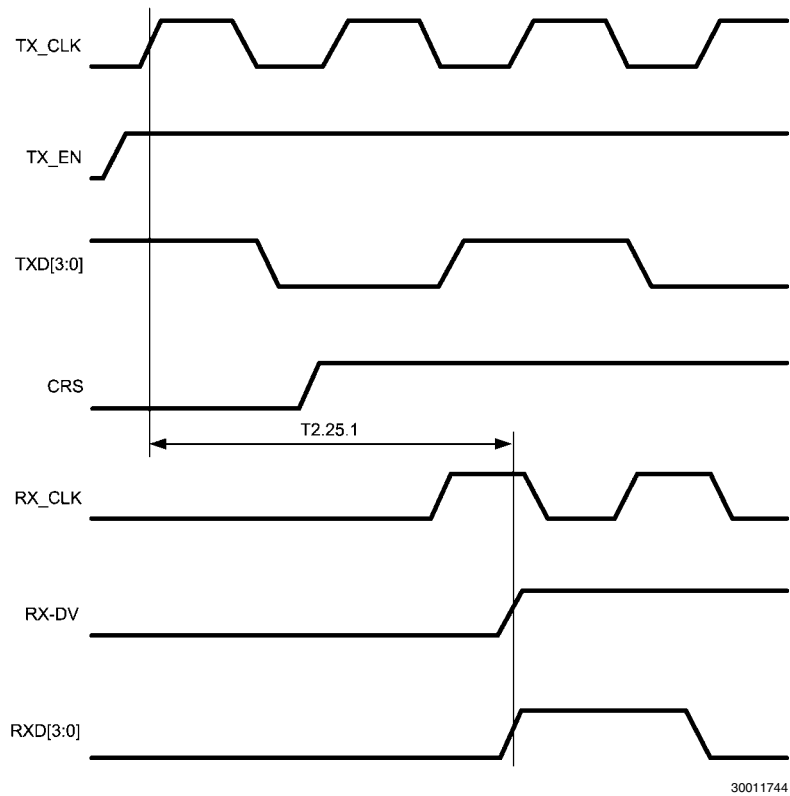 TX_CLK
TX_EN
TXD[3:0]
CRS
T2.25.1
RX_CLK
RX-DV
RXD[3:0]
30011744